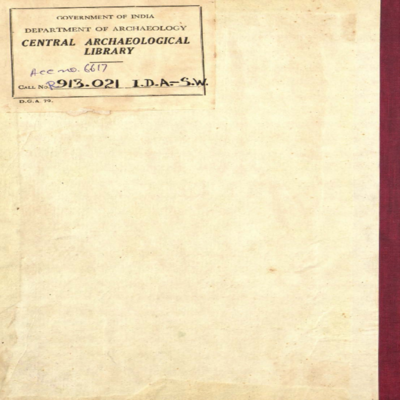 GOVERNMENT OF INDIA
DEPARTMENT OF ARCHAEOLOGY
CENTRAL ARCHAEOLOGICAL
LIBRARY
Acc no. 6617
CALL No. 913.021 I.D.A-S.W.
D.G.A. 79.